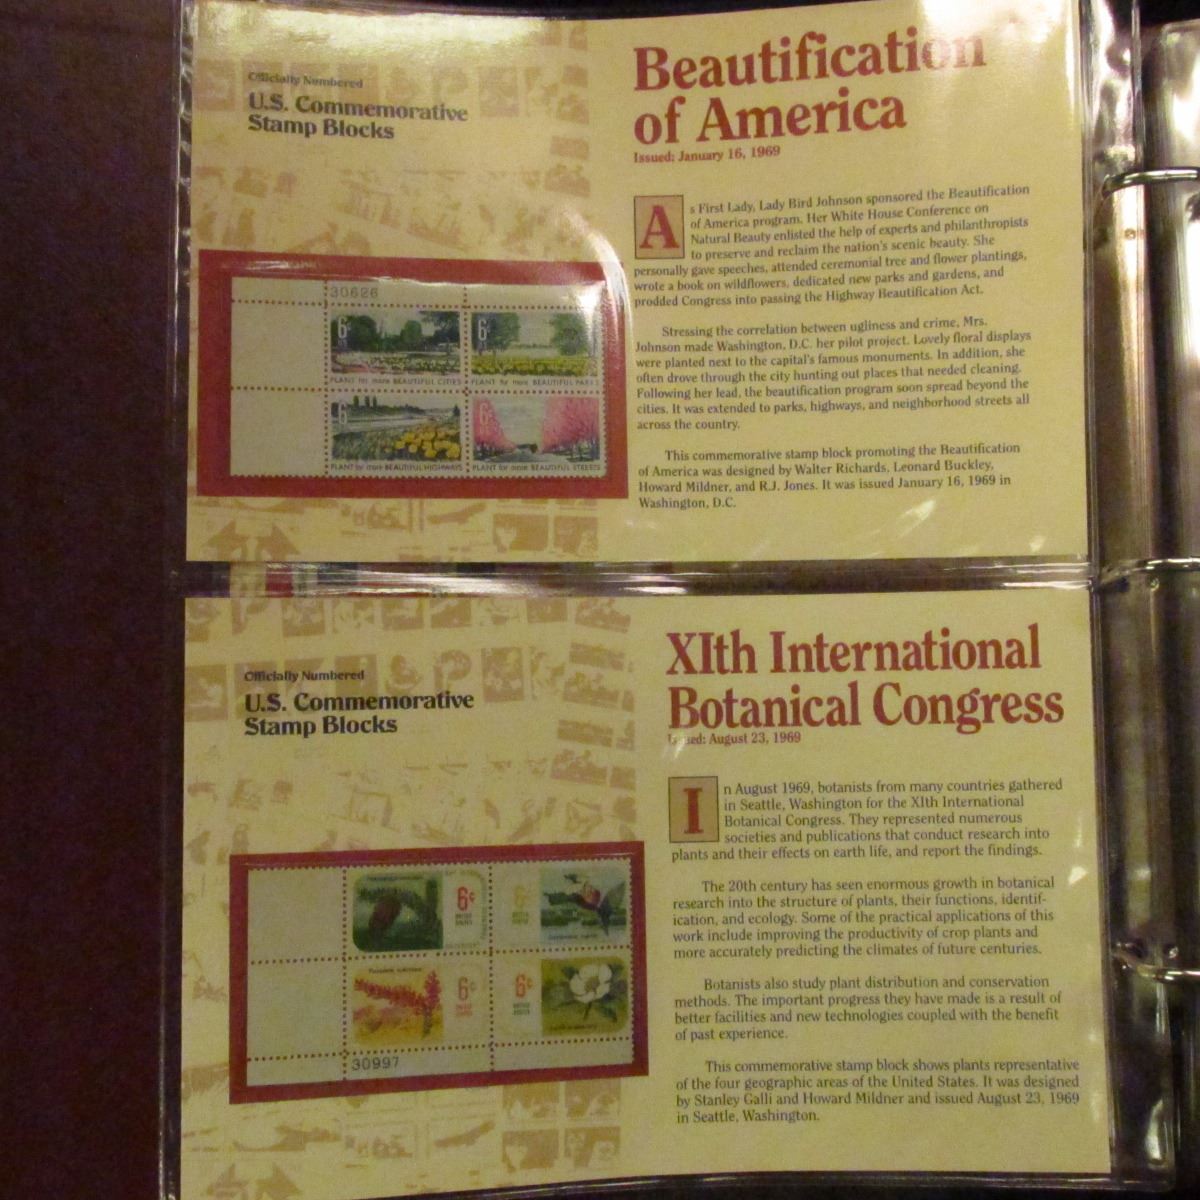 Officially Numbered
U.S. Commemorative
Stamp Blocks
Beautification
of America
Issued: January 16, 1969
As First Lady, Lady Bird Johnson sponsored the Beautification
of America program. Her White House Conference on
Natural Beauty enlisted the help of experts and philanthropists
to preserve and reclaim the nation's scenic beauty. She
personally gave speeches, attended ceremonial tree and flower plantings,
wrote a book on wildflowers, dedicated new parks and gardens, and
prodded Congress into passing the Highway Beautification Act.
Stressing the correlation between ugliness and crime, Mrs.
Johnson made Washington, D.C. her pilot project. Lovely floral displays
were planted next to the capital's famous monuments. In addition, she
often drove through the city hunting out places that needed cleaning.
Following her lead, the beautification program soon spread beyond the
cities. It was extended to parks, highways, and neighborhood streets all
across the country.
This commemorative stamp block promoting the Beautification
of America was designed by Walter Richards, Leonard Buckley,
Howard Mildner, and R.J. Jones. It was issued January 16, 1969 in
Washington, D.C.
30626
6¢ 6¢
PLANT for more BEAUTIFUL CITIES PLANT for more BEAUTIFUL PARKS
6¢ 6¢
PLANT for more BEAUTIFUL HIGHWAYS PLANT for more BEAUTIFUL STREETS
Officially Numbered
U.S. Commemorative
Stamp Blocks
XIth International
Botanical Congress
Issued: August 23, 1969
In August 1969, botanists from many countries gathered
in Seattle, Washington for the XIth International
Botanical Congress. They represented numerous
societies and publications that conduct research into
plants and their effects on earth life, and report the findings.
The 20th century has seen enormous growth in botanical
research into the structure of plants, their functions, identif-
ication, and ecology. Some of the practical applications of this
work include improving the productivity of crop plants and
more accurately predicting the climates of future centuries.
Botanists also study plant distribution and conservation
methods. The important progress they have made is a result of
better facilities and new technologies coupled with the benefit
of past experience.
This commemorative stamp block shows plants representative
of the four geographic areas of the United States. It was designed
by Stanley Galli and Howard Mildner and issued August 23, 1969
in Seattle, Washington.
6¢ 6¢
6¢ 6¢
30997